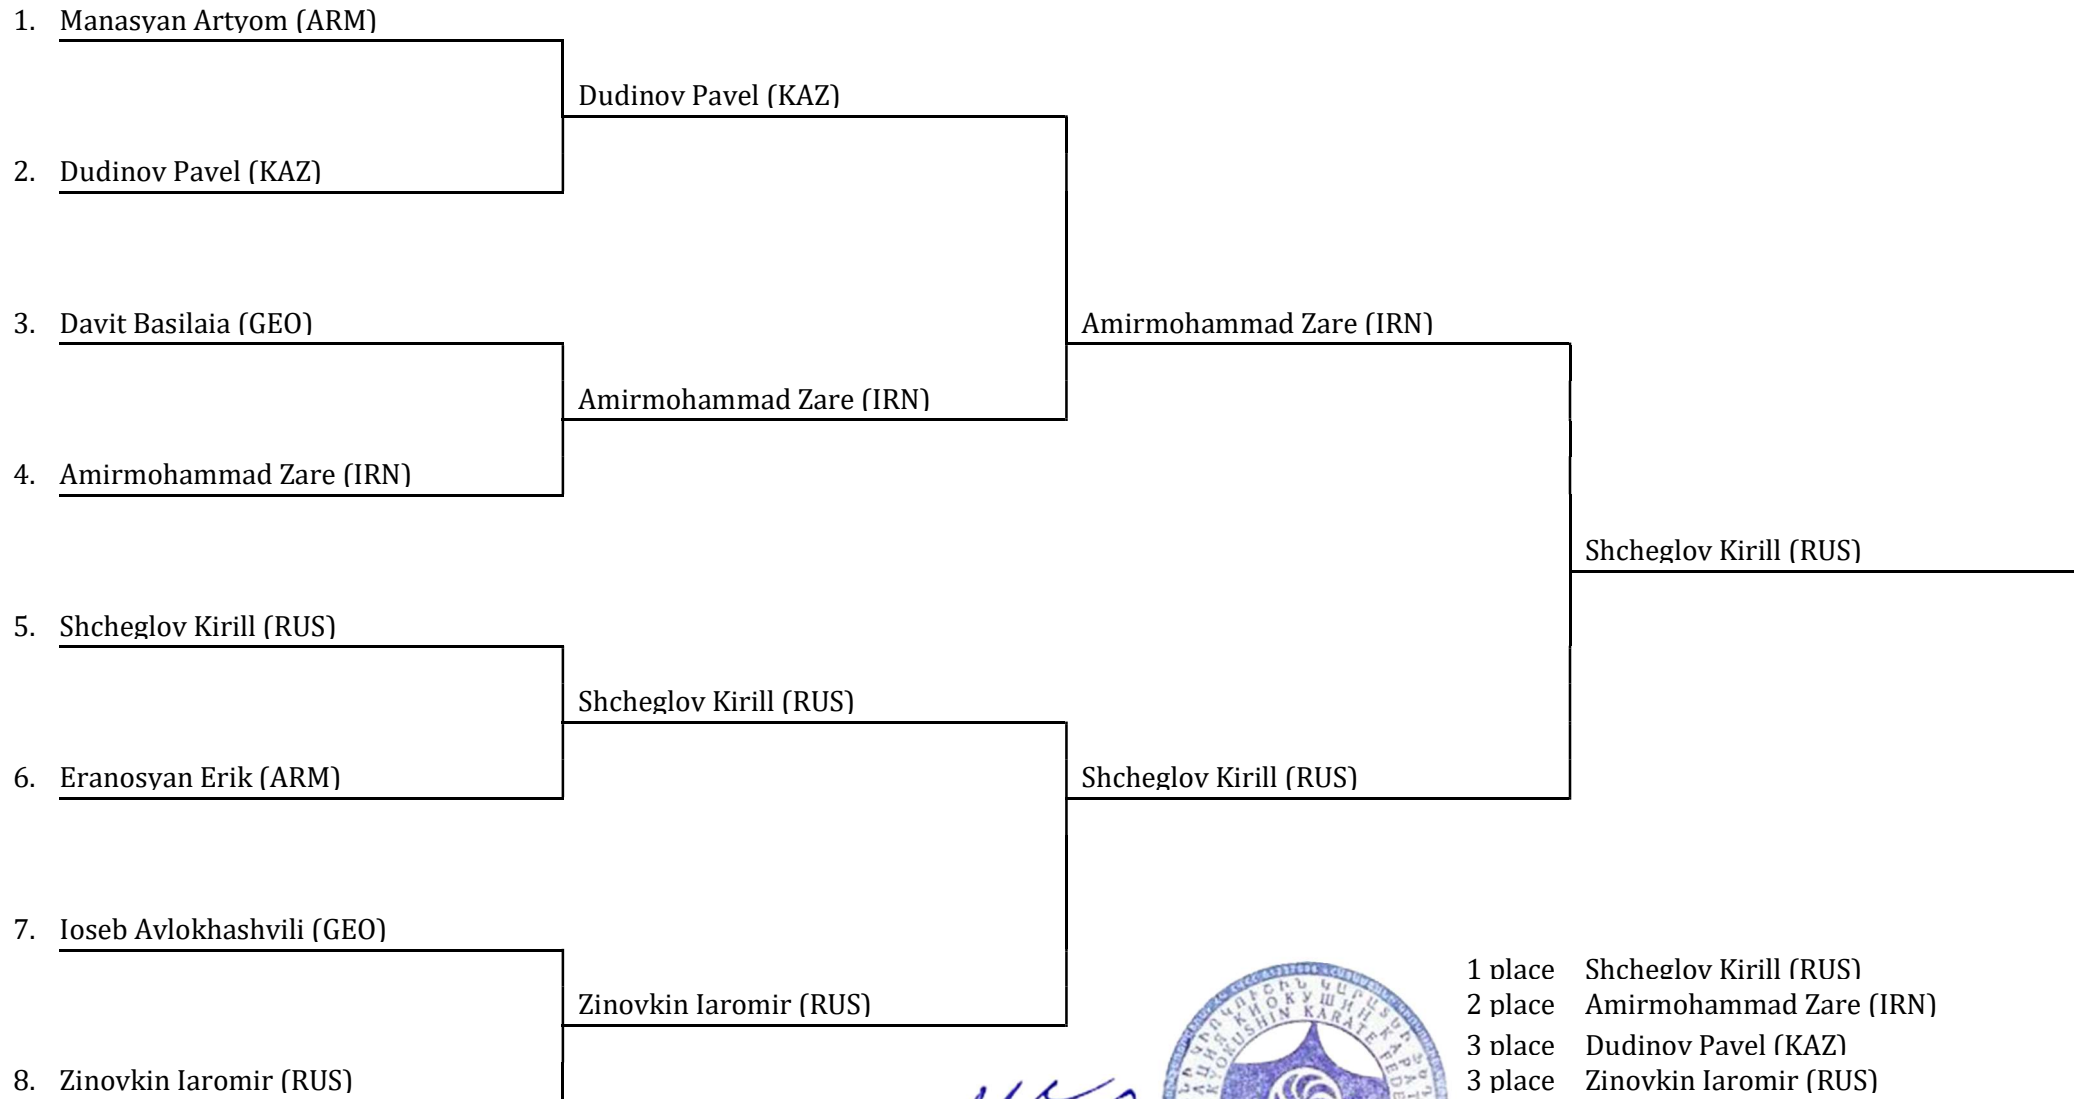 1. Manasyan Artyom (ARM)
Dudinov Pavel (KAZ)
2. Dudinov Pavel (KAZ)
3. Davit Basilaia (GEO)
Amirmohammad Zare (IRN)
Amirmohammad Zare (IRN)
4. Amirmohammad Zare (IRN)
Shcheglov Kirill (RUS)
5. Shcheglov Kirill (RUS)
Shcheglov Kirill (RUS)
6. Eranosyan Erik (ARM)
Shcheglov Kirill (RUS)
7. Ioseb Avlokhashvili (GEO)
Zinovkin Iaromir (RUS)
8. Zinovkin Iaromir (RUS)
1 place Shcheglov Kirill (RUS)
2 place Amirmohammad Zare (IRN)
3 place Dudinov Pavel (KAZ)
3 place Zinovkin Iaromir (RUS)
KYOKUSHIN KARATE